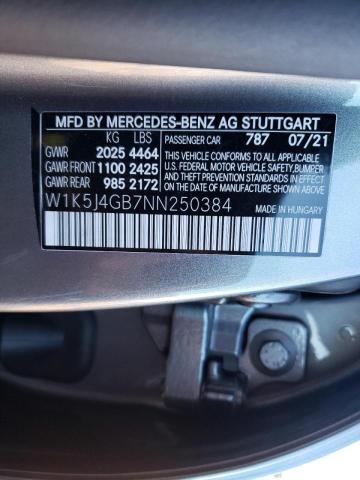 MFD BY MERCEDES-BENZ AG STUTTGART
KG LBS PASSENGER CAR 787 07/21
GVWR 2025 4464
GAWR FRONT 1100 2425
GAWR REAR 985 2172
THIS VEHICLE CONFORMS TO ALL
APPLICABLE U.S. FEDERAL
MOTOR VEHICLE SAFETY, BUMPER
AND THEFT PREVENTION STANDARDS
IN EFFECT ON THE DATE OF
MANUFACTURE SHOWN ABOVE.
W1K5J4GB7NN250384
MADE IN HUNGARY